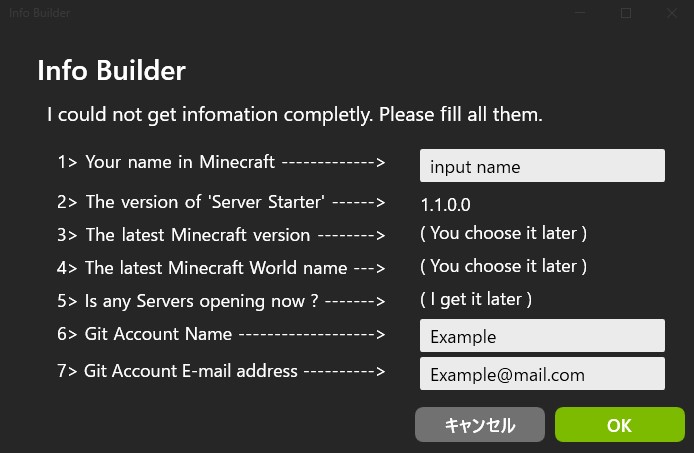 Info Builder
Info Builder
I could not get infomation completly. Please fill all them.
1> Your name in Minecraft -------------> input name
2> The version of 'Server Starter' ------> 1.1.0.0
3> The latest Minecraft version --------> ( You choose it later )
4> The latest Minecraft World name ---> ( You choose it later )
5> Is any Servers opening now ? -------> ( I get it later )
6> Git Account Name -------------------> Example
7> Git Account E-mail address ----------> Example@mail.com
キャンセル OK